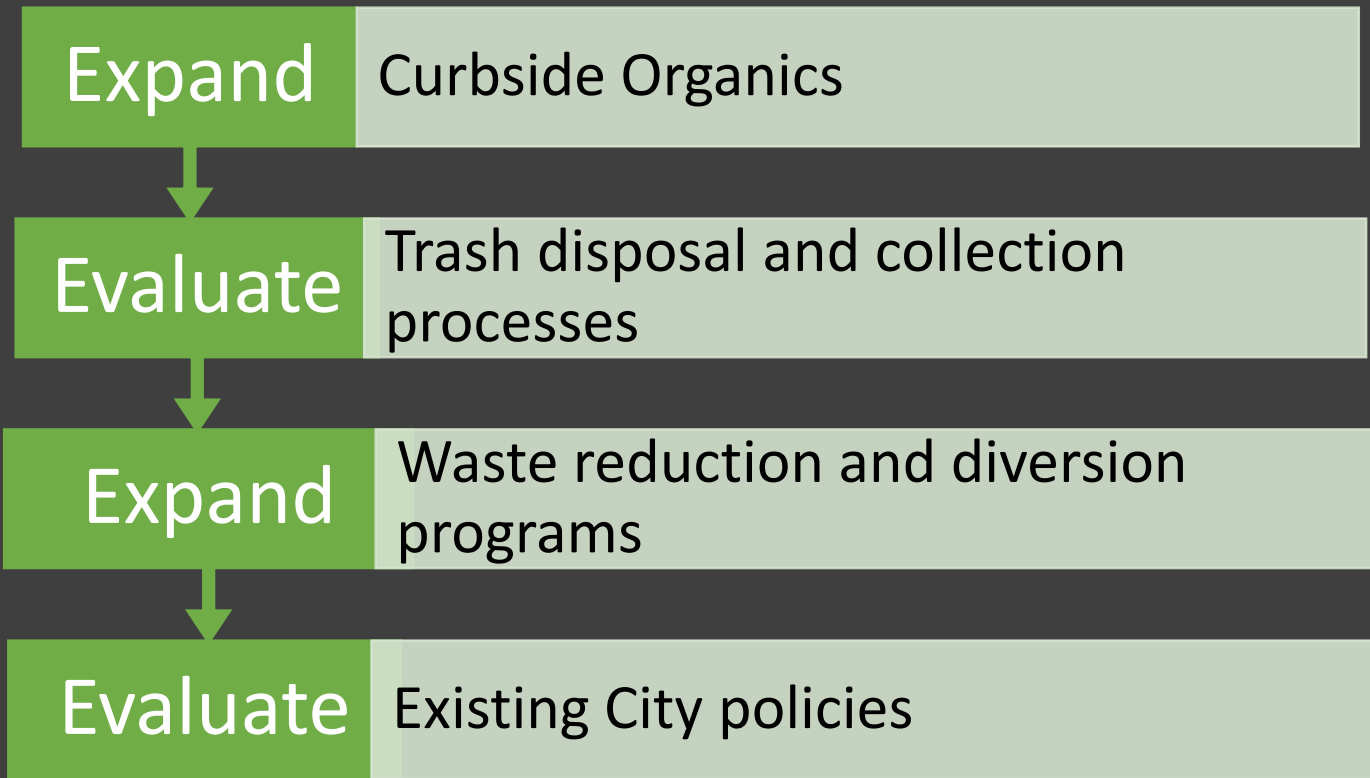 Expand
Curbside Organics
Evaluate
Trash disposal and collection
processes
Expand
Waste reduction and diversion
programs
Evaluate
Existing City policies